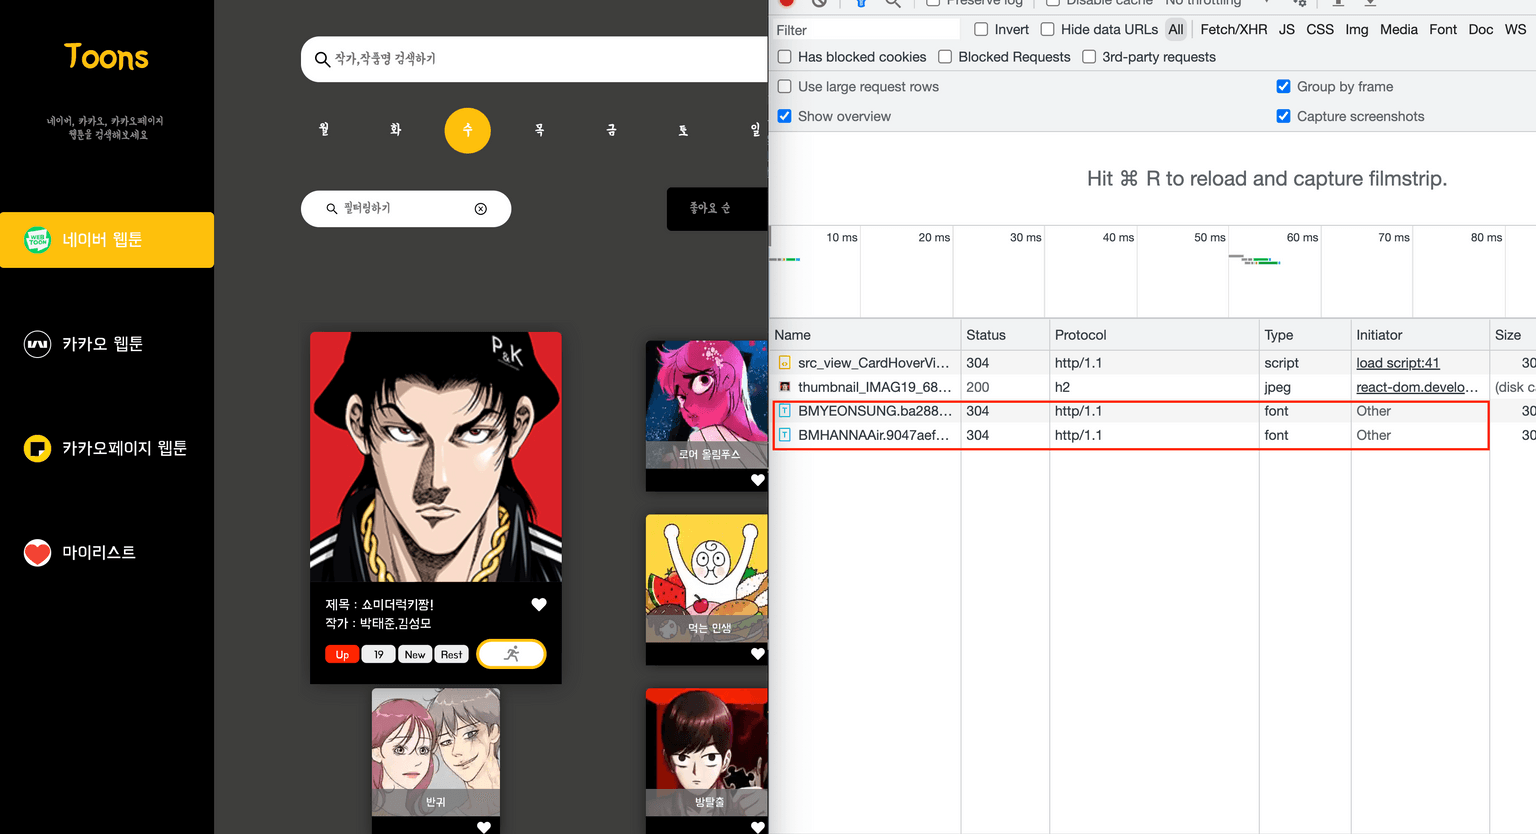 Toons
네이버, 카카오, 카카오페이지
웹툰을 검색해보세요
WEB
TOON
네이버 웹툰
카카오 웹툰
카카오페이지 웹툰
마이리스트
작가,작품명 검색하기
월 화 수 목 금 토 일
필터링하기
좋아요 순
P&K
제목 : 쇼미더럭키짱!
작가 : 박태준,김성모
Up 19 New Rest
로어 올림푸스
먹는 인생
반귀
방탈출
Preserve log Disable cache No throttling
Filter Invert Hide data URLs All Fetch/XHR JS CSS Img Media Font Doc WS
Has blocked cookies Blocked Requests 3rd-party requests
Use large request rows Group by frame
Show overview Capture screenshots
Hit ⌘ R to reload and capture filmstrip.
10 ms 20 ms 30 ms 40 ms 50 ms 60 ms 70 ms 80 ms
Name Status Protocol Type Initiator Size
src_view_CardHoverVi... 304 http/1.1 script load script:41 30
thumbnail_IMAG19_68... 200 h2 jpeg react-dom.develo... (disk c
BMYEONSUNG.ba288... 304 http/1.1 font Other 30
BMHANNAAir.9047aef... 304 http/1.1 font Other 30